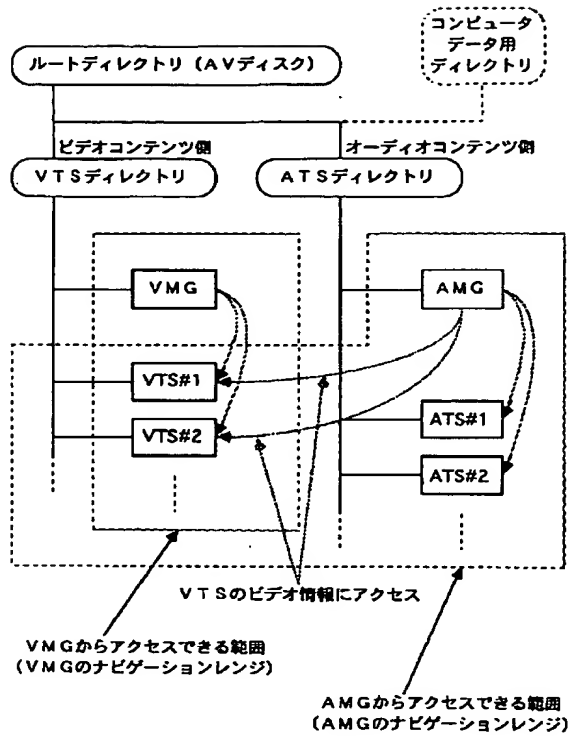 コンピュータ
データ用
ディレクトリ
ルートディレクトリ（AVディスク）
ビデオコンテンツ側
オーディオコンテンツ側
VTSディレクトリ
ATSディレクトリ
VMG
AMG
VTS#1
VTS#2
ATS#1
ATS#2
VTSのビデオ情報にアクセス
VMGからアクセスできる範囲
（VMGのナビゲーションレンジ）
AMGからアクセスできる範囲
（AMGのナビゲーションレンジ）